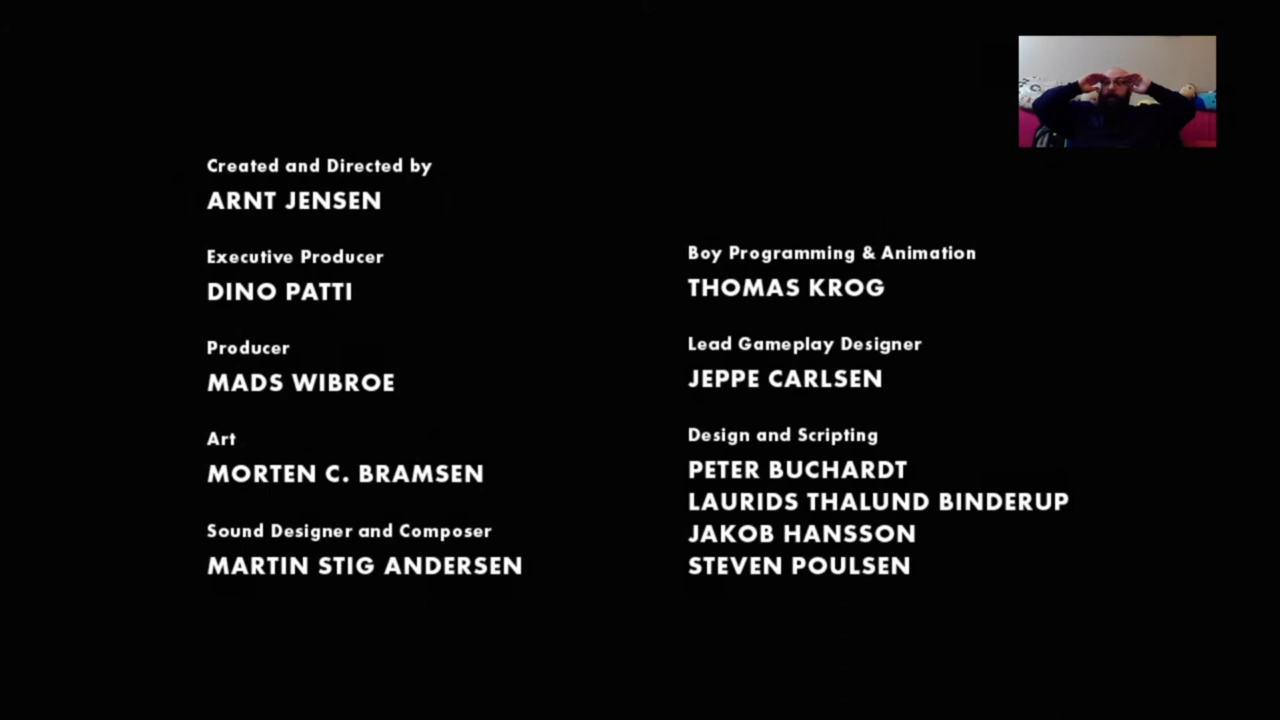 Created and Directed by
ARNT JENSEN
Executive Producer
DINO PATTI
Producer
MADS WIBROE
Art
MORTEN C. BRAMSEN
Sound Designer and Composer
MARTIN STIG ANDERSEN
Boy Programming & Animation
THOMAS KROG
Lead Gameplay Designer
JEPPE CARLSEN
Design and Scripting
PETER BUCHARDT
LAURIDS THALUND BINDERUP
JAKOB HANSSON
STEVEN POULSEN